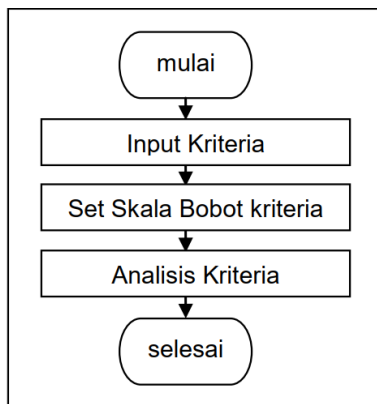 mulai
Input Kriteria
Set Skala Bobot kriteria
Analisis Kriteria
selesai